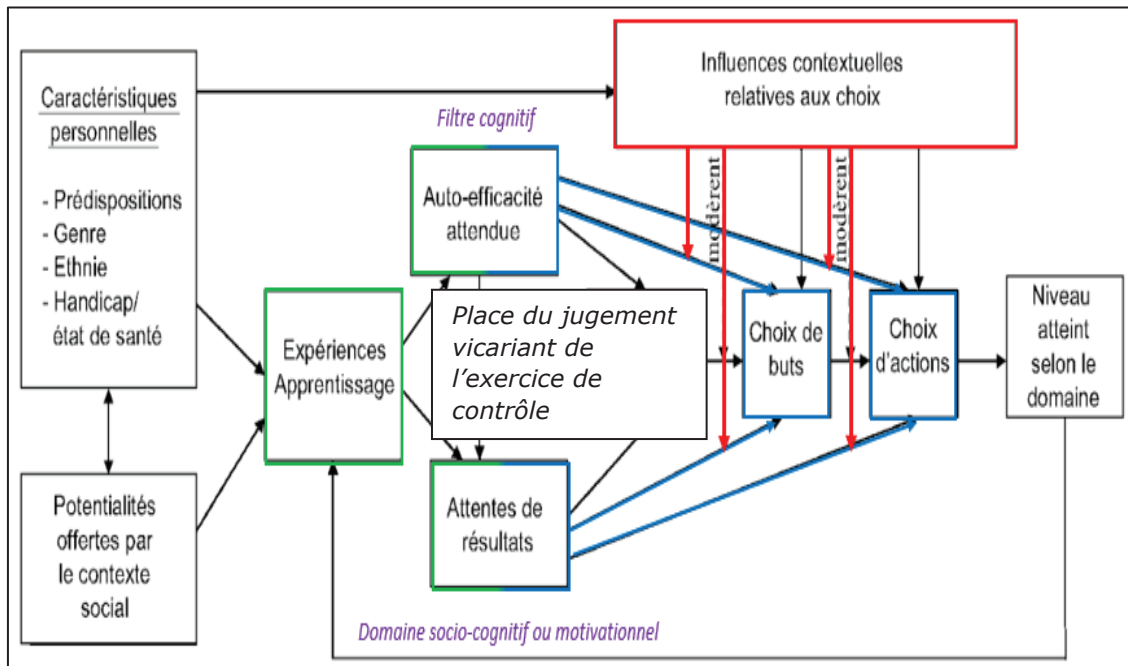 Caractéristiques
personnelles
- Prédispositions
- Genre
- Ethnie
- Handicap/
état de santé
Potentialités
offertes par
le contexte
social
Expériences
Apprentissage
Filtre cognitif
Auto-efficacité
attendue
Place du jugement
vicariant de
l’exercice de
contrôle
Attentes de
résultats
Domaine socio-cognitif ou motivationnel
Influences contextuelles
relatives aux choix
modèrent
modèrent
Choix de
buts
Choix
d'actions
Niveau
atteint
selon le
domaine